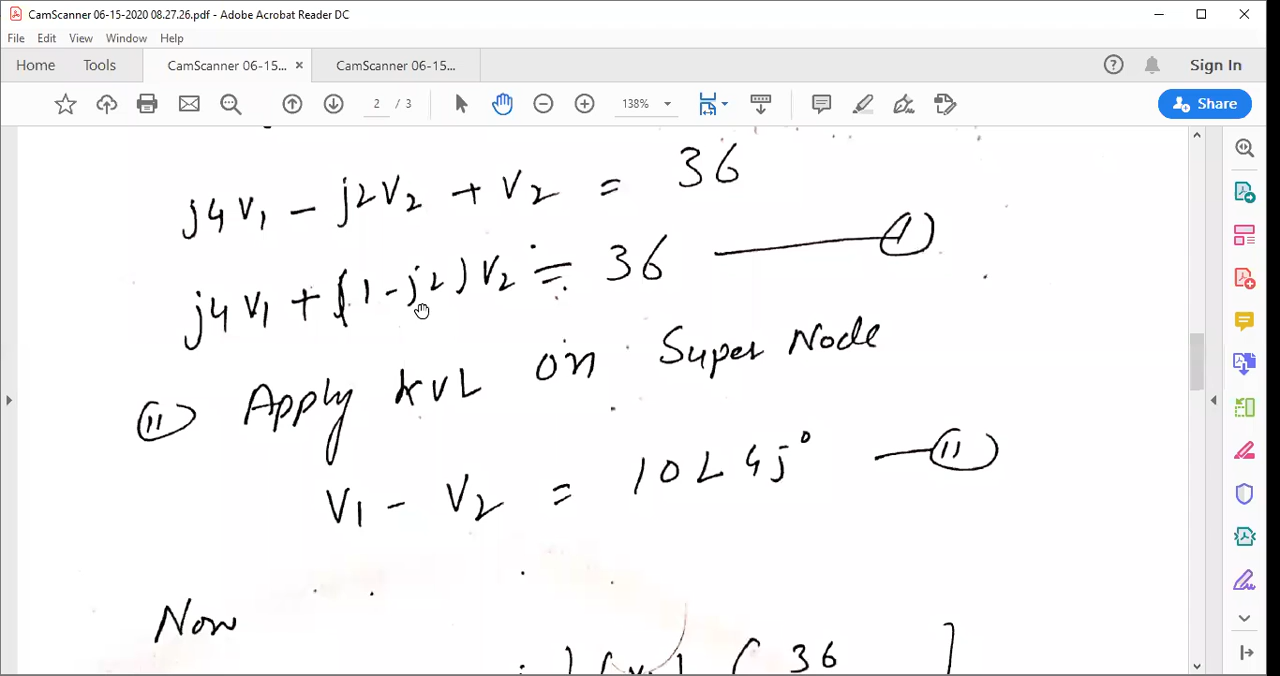 CamScanner 06-15-2020 08.27.26.pdf - Adobe Acrobat Reader DC
File Edit View Window Help
Home Tools CamScanner 06-15... × CamScanner 06-15... Sign In
2 / 3 138% Share
j4V₁ - j2V₂ + V₂ = 36
j4V₁ + (1-j2)V₂ = 36 — I
II Apply KVL on Super Node
V₁ - V₂ = 10∠45° — II
Now
36